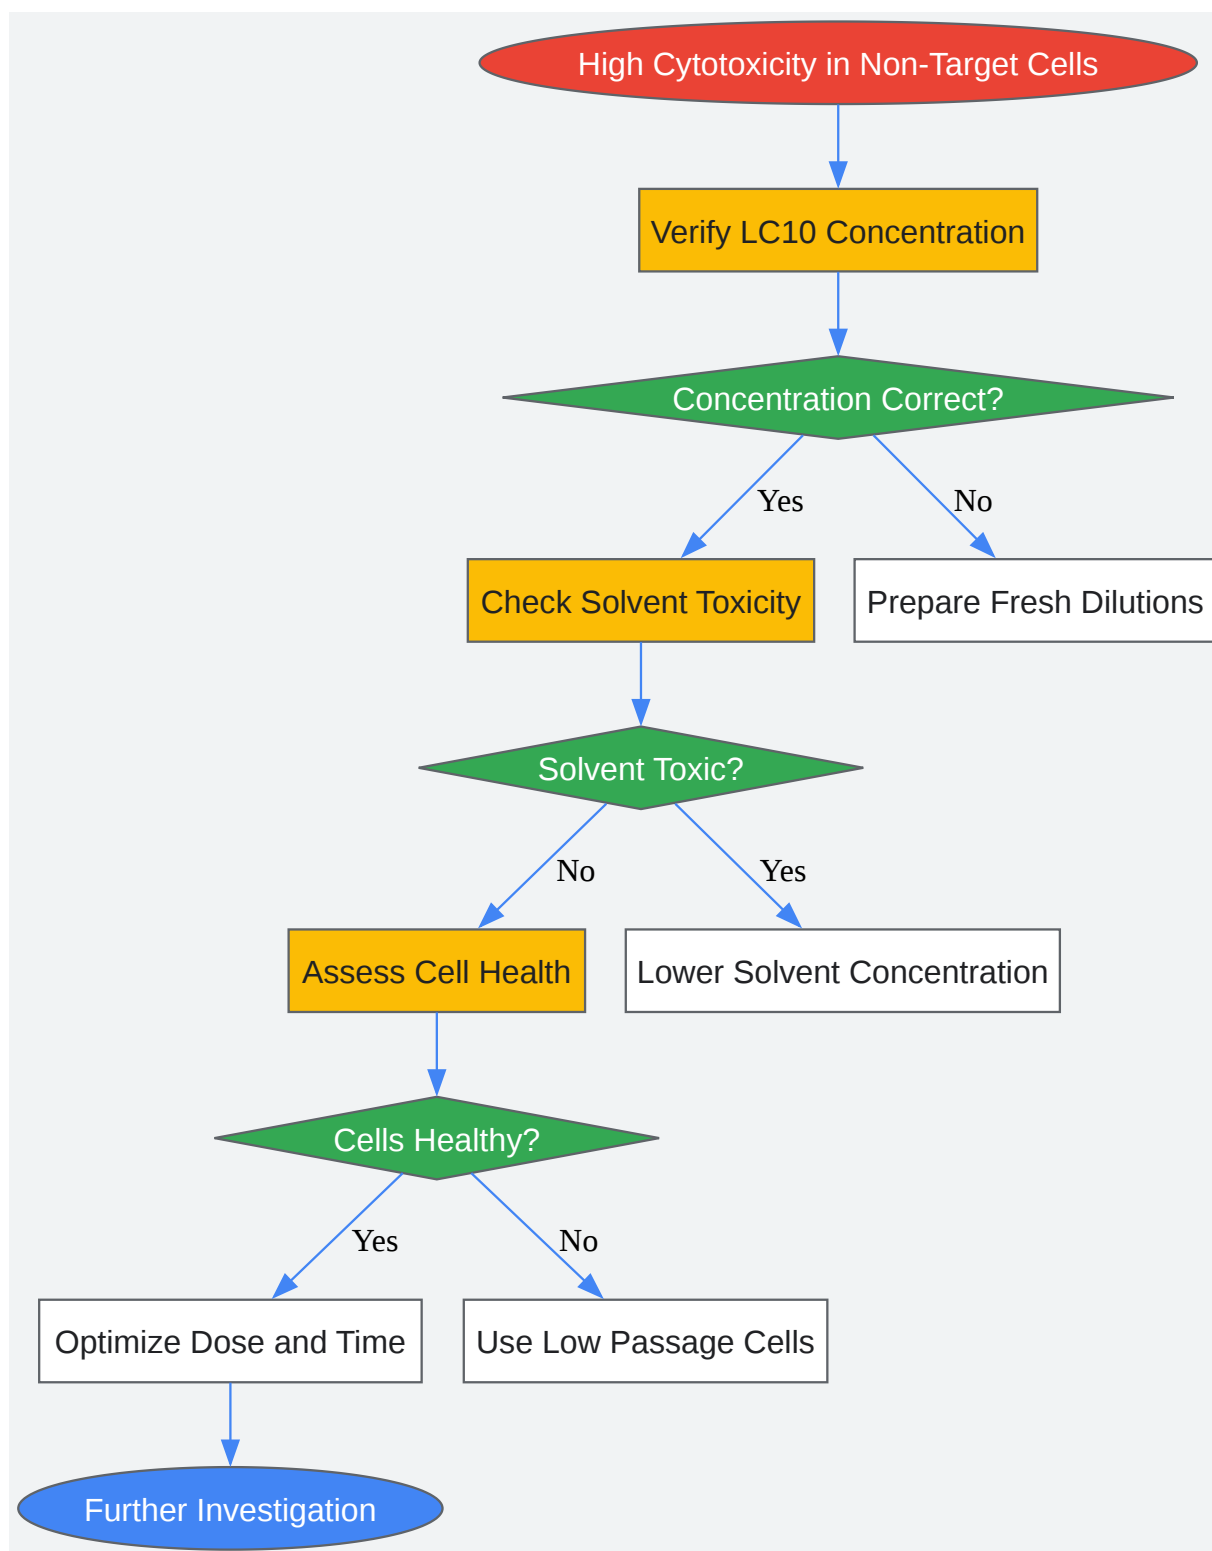 High Cytotoxicity in Non-Target Cells
Verify LC10 Concentration
Concentration Correct?
Yes
No
Check Solvent Toxicity
Prepare Fresh Dilutions
Solvent Toxic?
No
Yes
Assess Cell Health
Lower Solvent Concentration
Cells Healthy?
Yes
No
Optimize Dose and Time
Use Low Passage Cells
Further Investigation